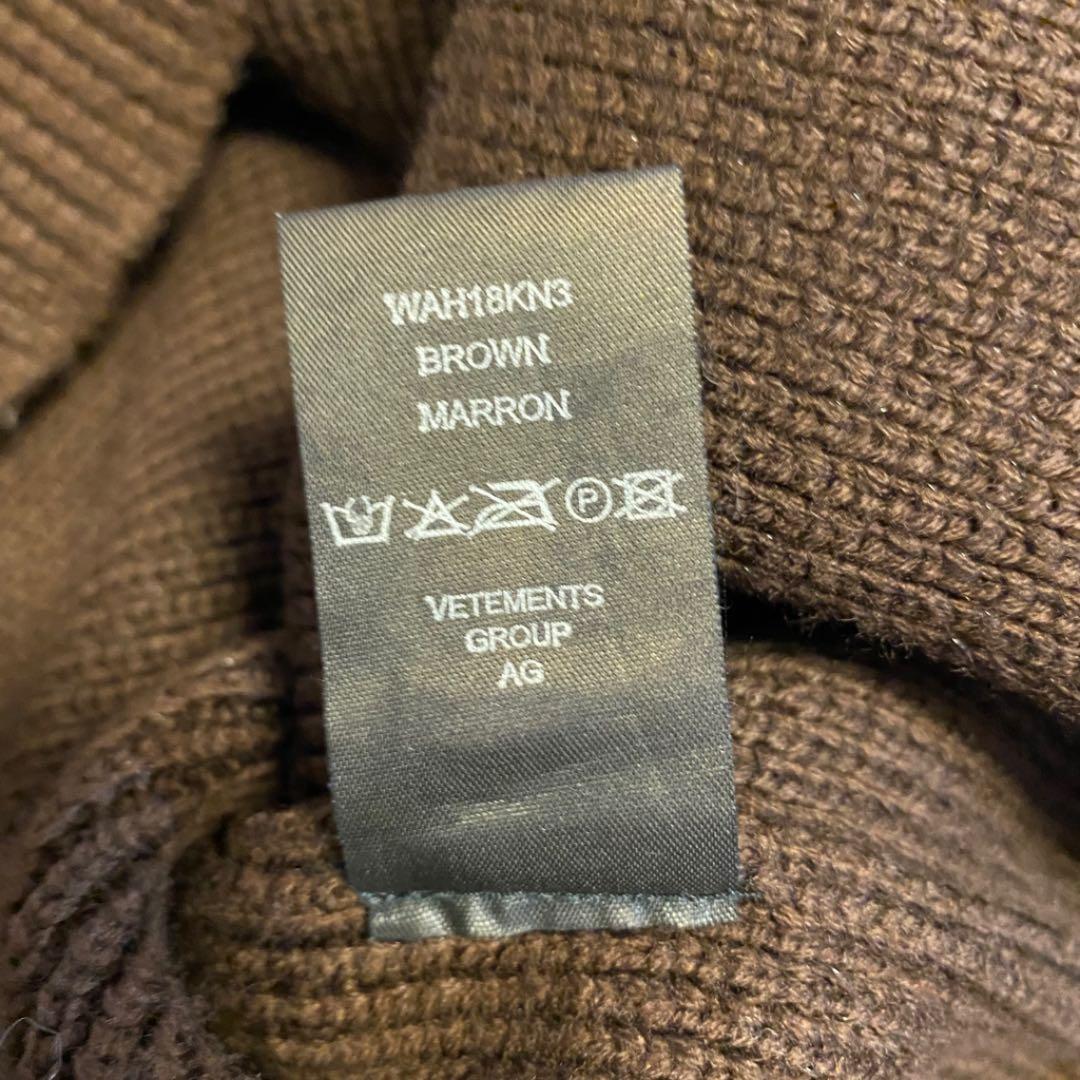 WAH18KN3
BROWN
MARRON
P
VETEMENTS
GROUP
AG